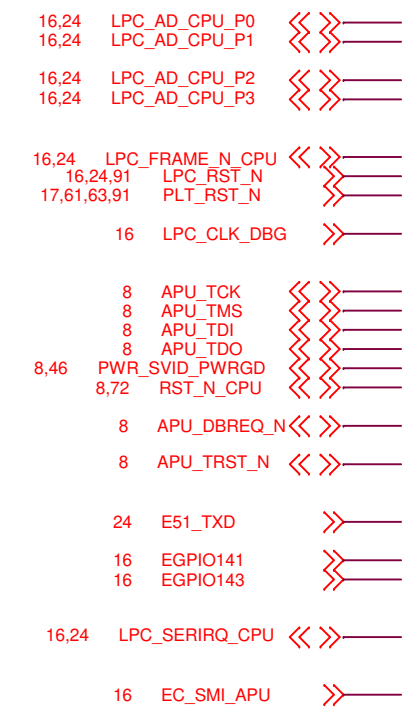 16,24 LPC_AD_CPU_P0
16,24 LPC_AD_CPU_P1
16,24 LPC_AD_CPU_P2
16,24 LPC_AD_CPU_P3
16,24 LPC_FRAME_N_CPU
16,24,91 LPC_RST_N
17,61,63,91 PLT_RST_N
16 LPC_CLK_DBG
8 APU_TCK
8 APU_TMS
8 APU_TDI
8 APU_TDO
8,46 PWR_SVID_PWRGD
8,72 RST_N_CPU
8 APU_DBREQ_N
8 APU_TRST_N
24 E51_TXD
16 EGPIO141
16 EGPIO143
16,24 LPC_SERIRQ_CPU
16 EC_SMI_APU